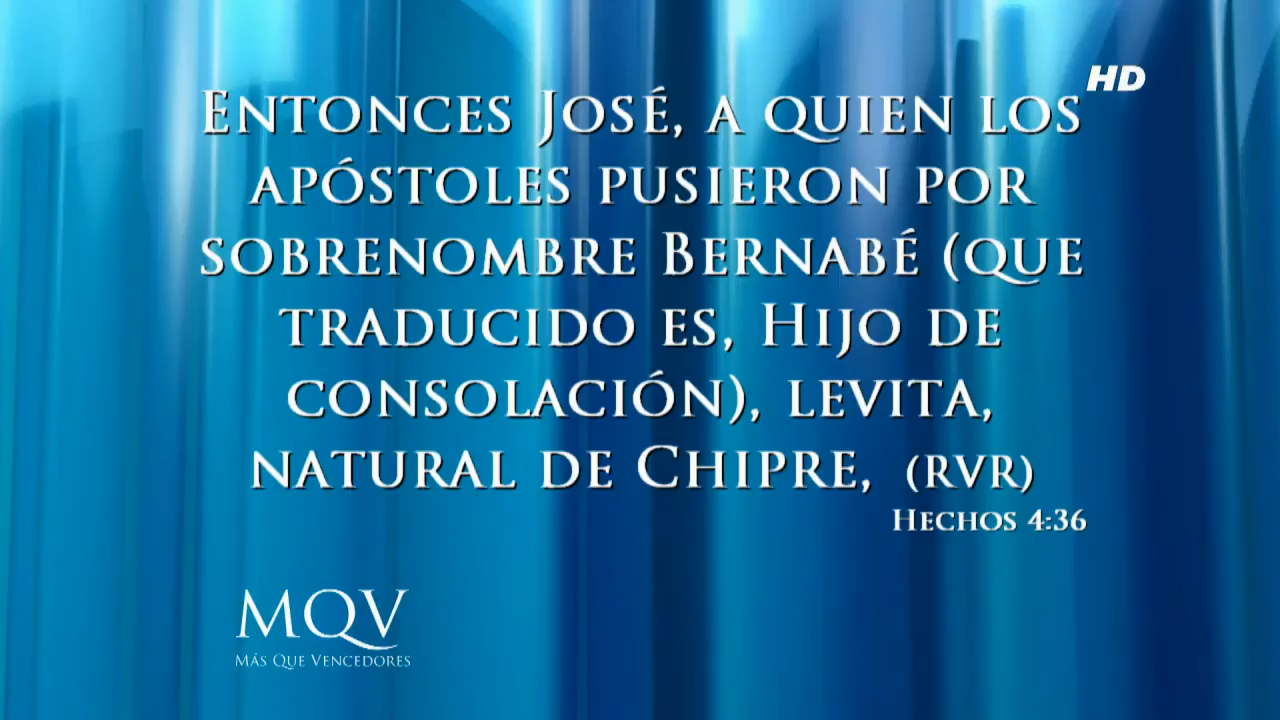 HD
Entonces José, a quien los
apóstoles pusieron por
sobrenombre Bernabé (que
traducido es, Hijo de
consolación), levita,
natural de Chipre, (RVR)
Hechos 4:36
MQV
Más Que Vencedores